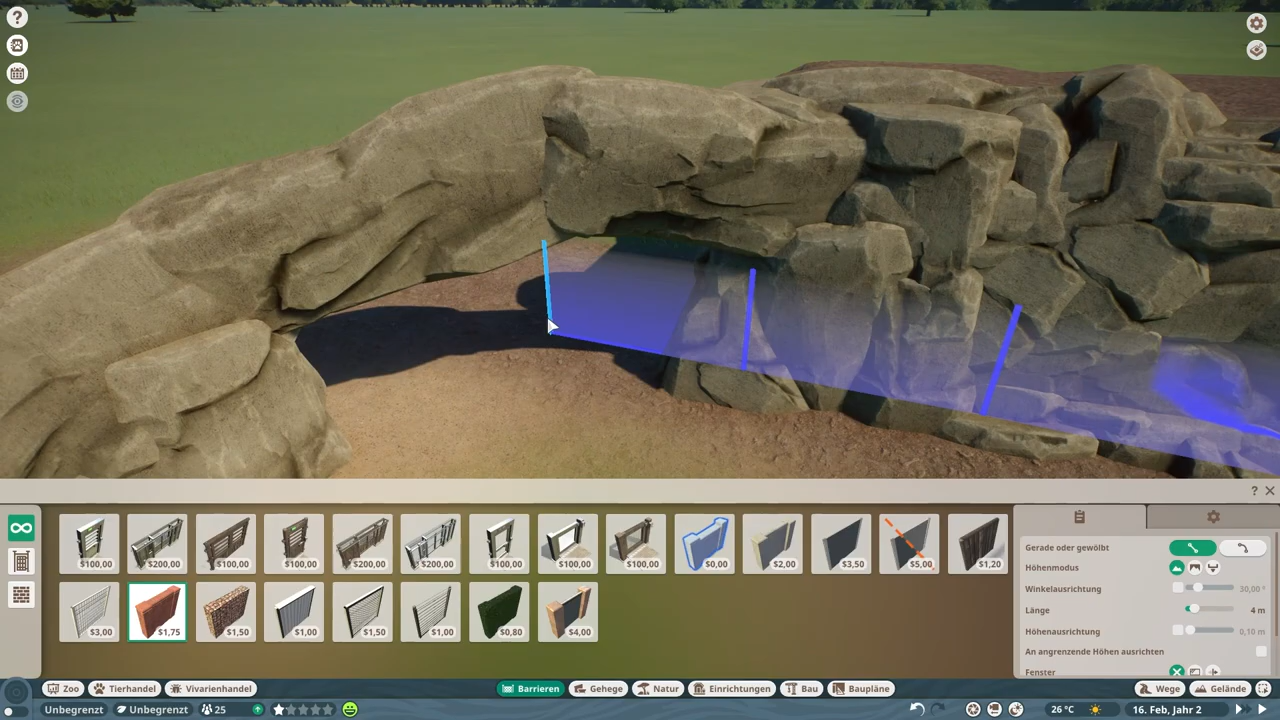 ?
? ×
$100,00 $200,00 $100,00 $100,00 $200,00 $200,00 $100,00 $100,00 $100,00 $0,00 $2,00 $3,50 $5,00 $1,20
$3,00 $1,75 $1,50 $1,00 $1,50 $1,00 $0,80 $4,00
Gerade oder gewölbt
Höhenmodus
Winkelausrichtung 30,00°
Länge 4 m
Höhenausrichtung 0,10 m
An angrenzende Höhen ausrichten
Fenster
Zoo Tierhandel Vivarienhandel Barrieren Gehege Natur Einrichtungen Bau Baupläne Wege Gelände
Unbegrenzt Unbegrenzt 25 26 °C 16. Feb, Jahr 2